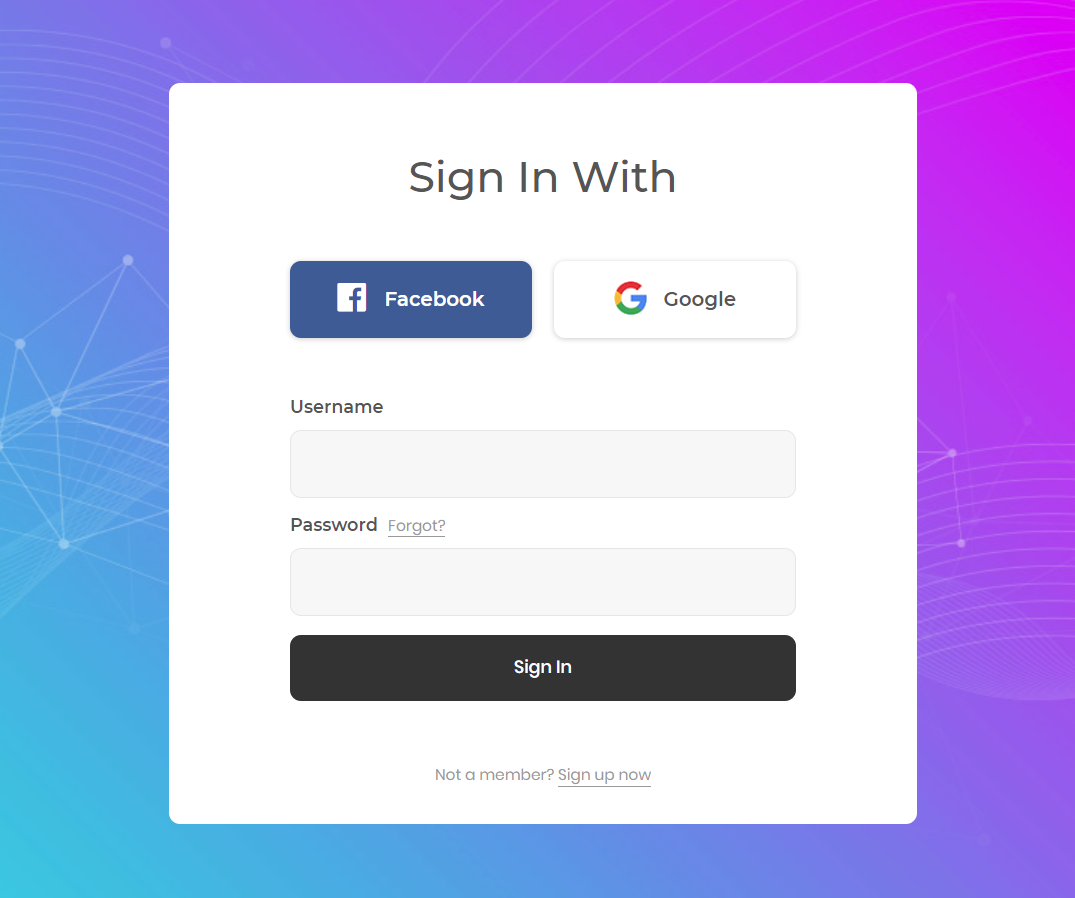 Sign In With
Facebook
Google
Username
Password Forgot?
Sign In
Not a member? Sign up now